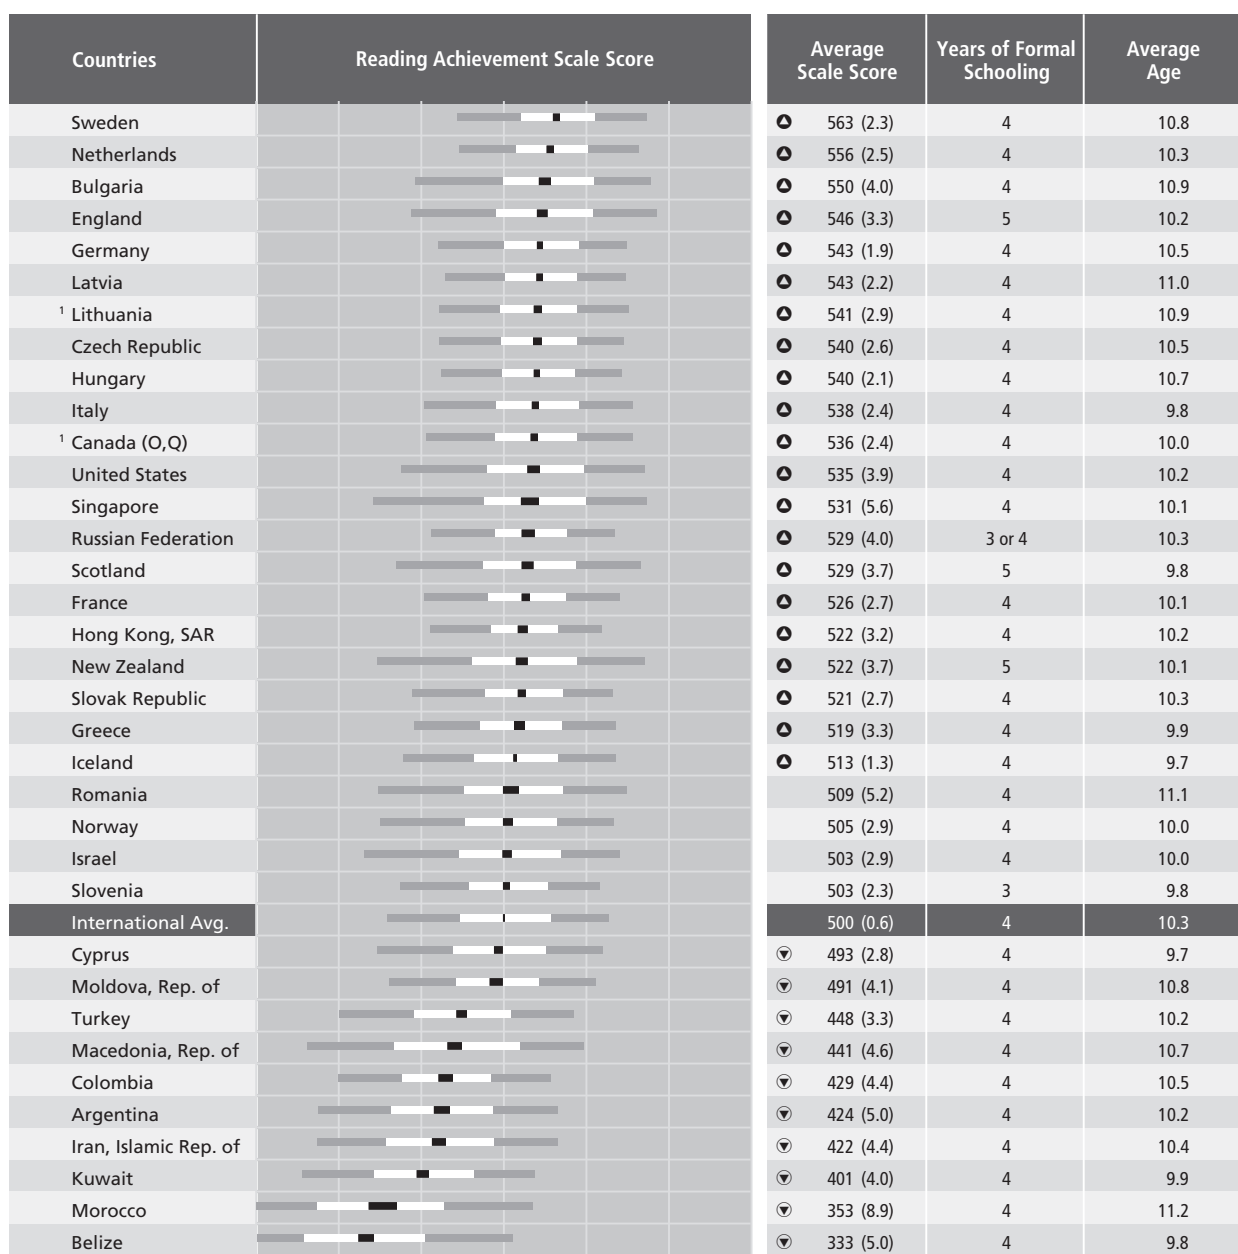 Countries Reading Achievement Scale Score Average Scale Score Years of Formal Schooling Average Age
Sweden 563 (2.3) 4 10.8
Netherlands 556 (2.5) 4 10.3
Bulgaria 550 (4.0) 4 10.9
England 546 (3.3) 5 10.2
Germany 543 (1.9) 4 10.5
Latvia 543 (2.2) 4 11.0
1 Lithuania 541 (2.9) 4 10.9
Czech Republic 540 (2.6) 4 10.5
Hungary 540 (2.1) 4 10.7
Italy 538 (2.4) 4 9.8
1 Canada (O,Q) 536 (2.4) 4 10.0
United States 535 (3.9) 4 10.2
Singapore 531 (5.6) 4 10.1
Russian Federation 529 (4.0) 3 or 4 10.3
Scotland 529 (3.7) 5 9.8
France 526 (2.7) 4 10.1
Hong Kong, SAR 522 (3.2) 4 10.2
New Zealand 522 (3.7) 5 10.1
Slovak Republic 521 (2.7) 4 10.3
Greece 519 (3.3) 4 9.9
Iceland 513 (1.3) 4 9.7
Romania 509 (5.2) 4 11.1
Norway 505 (2.9) 4 10.0
Israel 503 (2.9) 4 10.0
Slovenia 503 (2.3) 3 9.8
International Avg. 500 (0.6) 4 10.3
Cyprus 493 (2.8) 4 9.7
Moldova, Rep. of 491 (4.1) 4 10.8
Turkey 448 (3.3) 4 10.2
Macedonia, Rep. of 441 (4.6) 4 10.7
Colombia 429 (4.4) 4 10.5
Argentina 424 (5.0) 4 10.2
Iran, Islamic Rep. of 422 (4.4) 4 10.4
Kuwait 401 (4.0) 4 9.9
Morocco 353 (8.9) 4 11.2
Belize 333 (5.0) 4 9.8